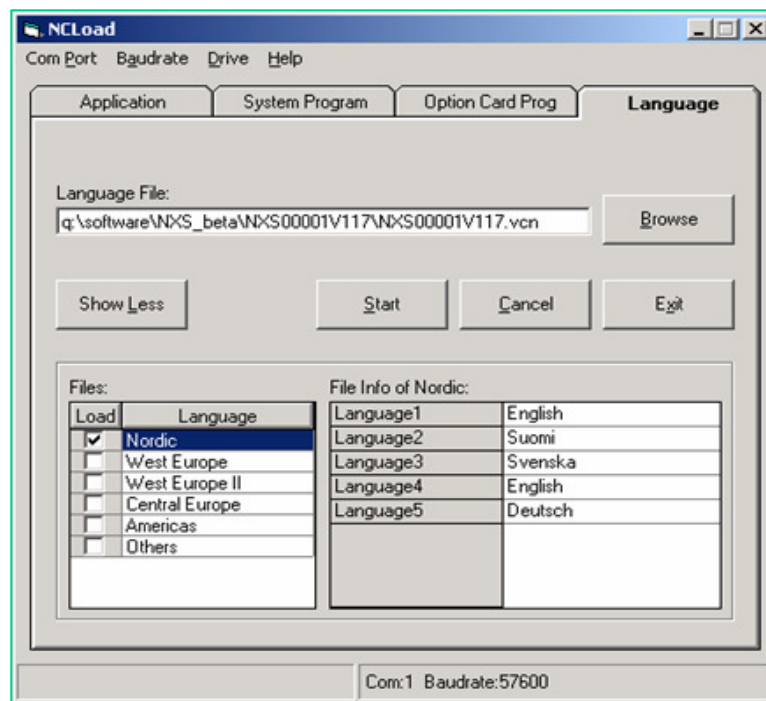 NCLoad
Com Port Baudrate Drive Help
Application System Program Option Card Prog Language
Language File:
q:\software\NXS_beta\NXS00001V117\NXS00001V117.vcn Browse
Show Less Start Cancel Exit
Files: File Info of Nordic:
Load Language Language1 English
Nordic Language2 Suomi
West Europe Language3 Svenska
West Europe II Language4 English
Central Europe Language5 Deutsch
Americas
Others
Com:1 Baudrate:57600